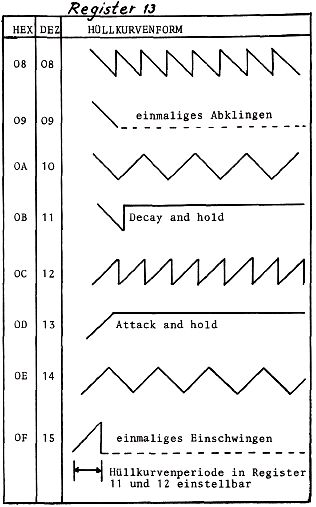 Register 13
HEX DEZ HÜLLKURVENFORM
08 08
09 09 einmaliges Abklingen
0A 10
0B 11 Decay and hold
0C 12
0D 13 Attack and hold
0E 14
0F 15 einmaliges Einschwingen
Hüllkurvenperiode in Register
11 und 12 einstellbar